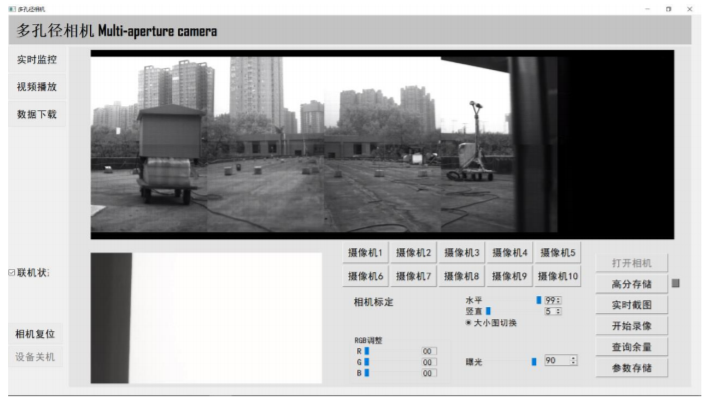 多孔径相机
多孔径相机 Multi-aperture camera
实时监控
视频播放
数据下载
联机状
相机复位
设备关机
摄像机1 摄像机2 摄像机3 摄像机4 摄像机5
摄像机6 摄像机7 摄像机8 摄像机9 摄像机10
相机标定
水平 99
竖直 5
大小图切换
RGB调整
R 00
G 00
B 00
曝光 90
打开相机
高分存储
实时截图
开始录像
查询余量
参数存储